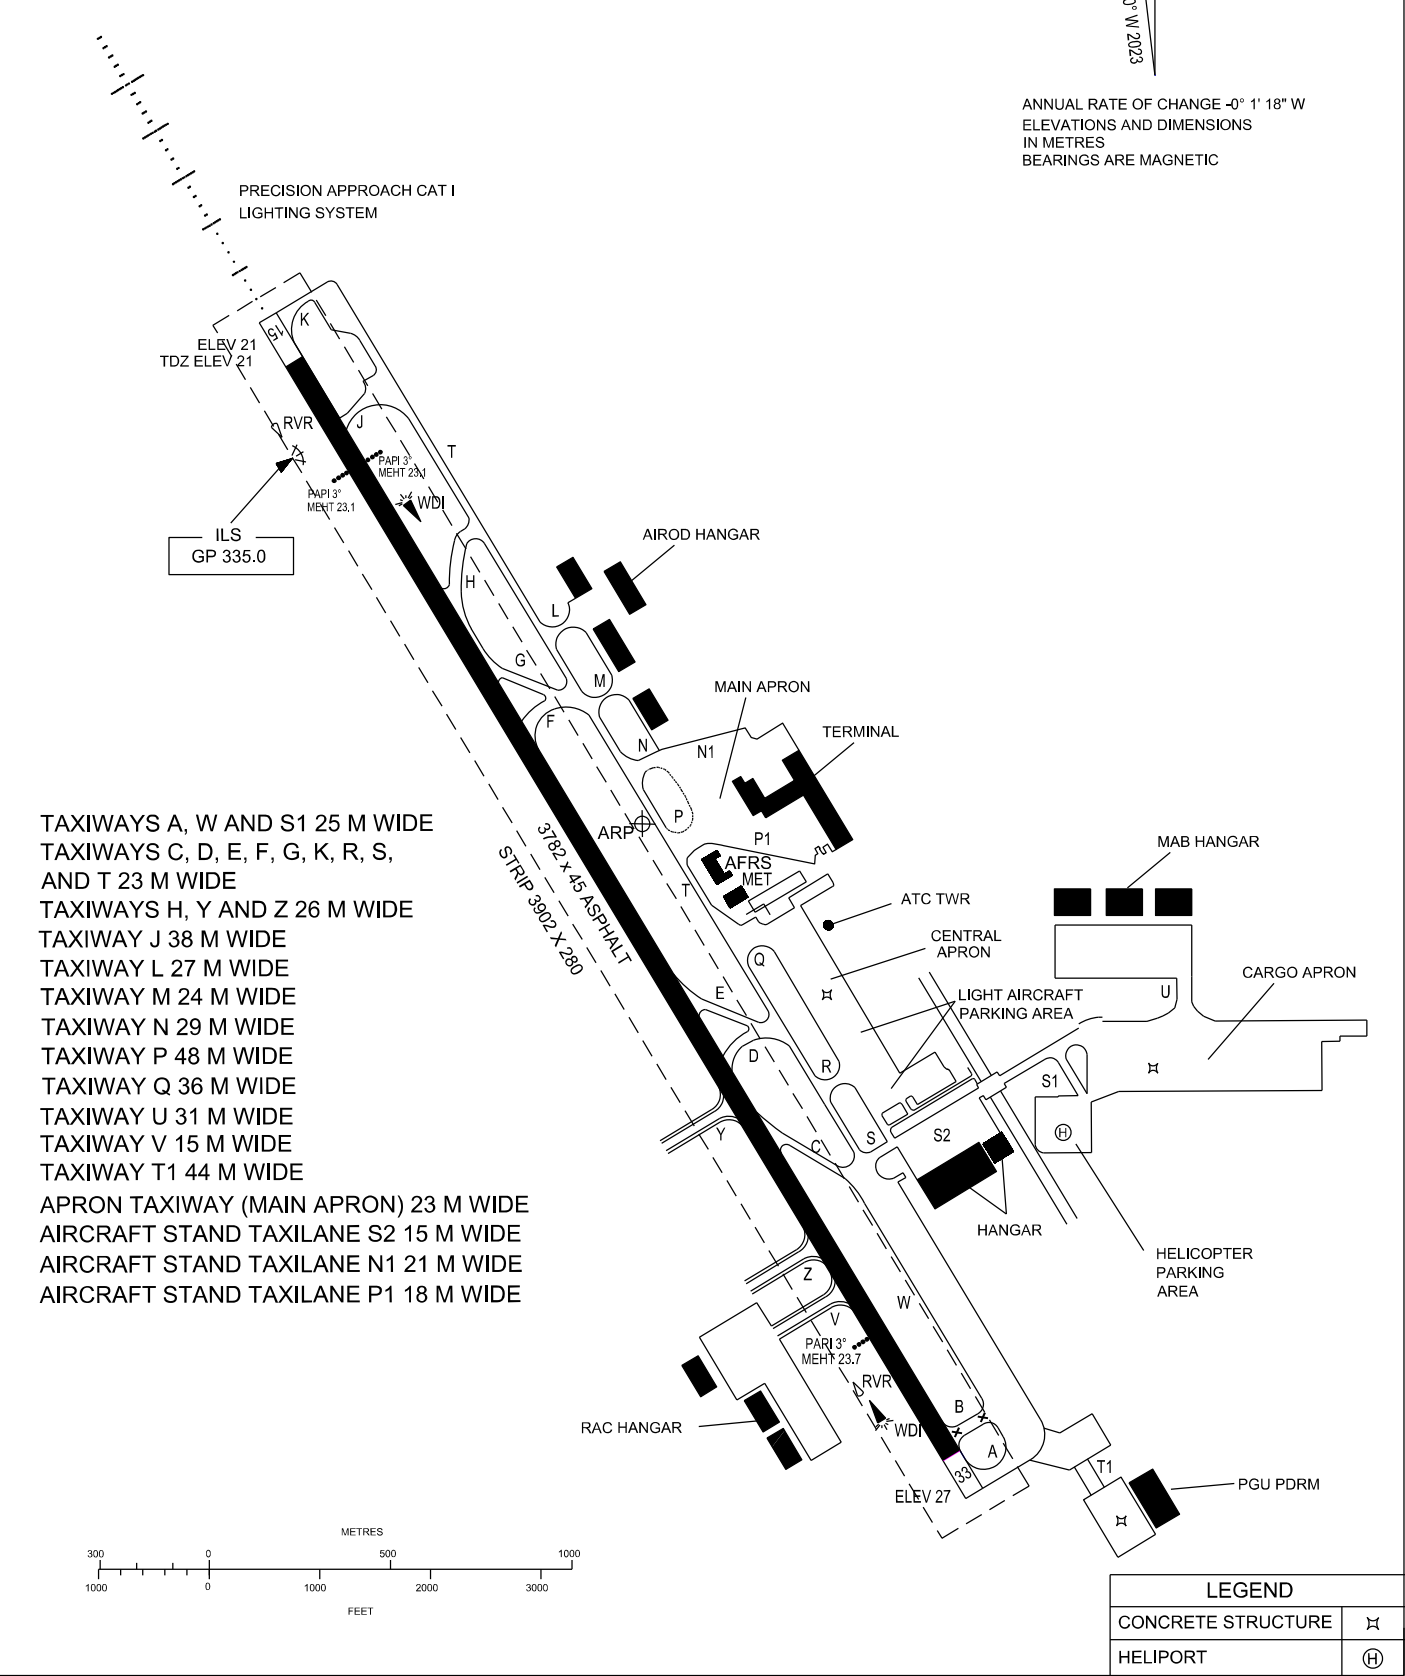 0° W 2023
ANNUAL RATE OF CHANGE -0° 1' 18" W
ELEVATIONS AND DIMENSIONS
IN METRES
BEARINGS ARE MAGNETIC
PRECISION APPROACH CAT I
LIGHTING SYSTEM
K
15
ELEV 21
TDZ ELEV 21
RVR
J
T
PAPI 3°
MEHT 23.1
PAPI 3°
MEHT 23.1
WDI
ILS
GP 335.0
AIROD HANGAR
H
L
G
M
MAIN APRON
F
N
N1
TERMINAL
P
ARP
P1
3782 x 45 ASPHALT
STRIP 3902 X 280
AFRS
MET
T
MAB HANGAR
ATC TWR
CENTRAL
APRON
Q
CARGO APRON
E
LIGHT AIRCRAFT
PARKING AREA
U
D
R
S1
Y
C
S
S2
H
HANGAR
HELICOPTER
PARKING
AREA
Z
W
V
PAPI 3°
MEHT 23.7
RVR
B
WDI
A
33
ELEV 27
RAC HANGAR
T1
PGU PDRM
TAXIWAYS A, W AND S1 25 M WIDE
TAXIWAYS C, D, E, F, G, K, R, S,
AND T 23 M WIDE
TAXIWAYS H, Y AND Z 26 M WIDE
TAXIWAY J 38 M WIDE
TAXIWAY L 27 M WIDE
TAXIWAY M 24 M WIDE
TAXIWAY N 29 M WIDE
TAXIWAY P 48 M WIDE
TAXIWAY Q 36 M WIDE
TAXIWAY U 31 M WIDE
TAXIWAY V 15 M WIDE
TAXIWAY T1 44 M WIDE
APRON TAXIWAY (MAIN APRON) 23 M WIDE
AIRCRAFT STAND TAXILANE S2 15 M WIDE
AIRCRAFT STAND TAXILANE N1 21 M WIDE
AIRCRAFT STAND TAXILANE P1 18 M WIDE
METRES
300 0 500 1000
1000 0 1000 2000 3000
FEET
LEGEND
CONCRETE STRUCTURE
HELIPORT H